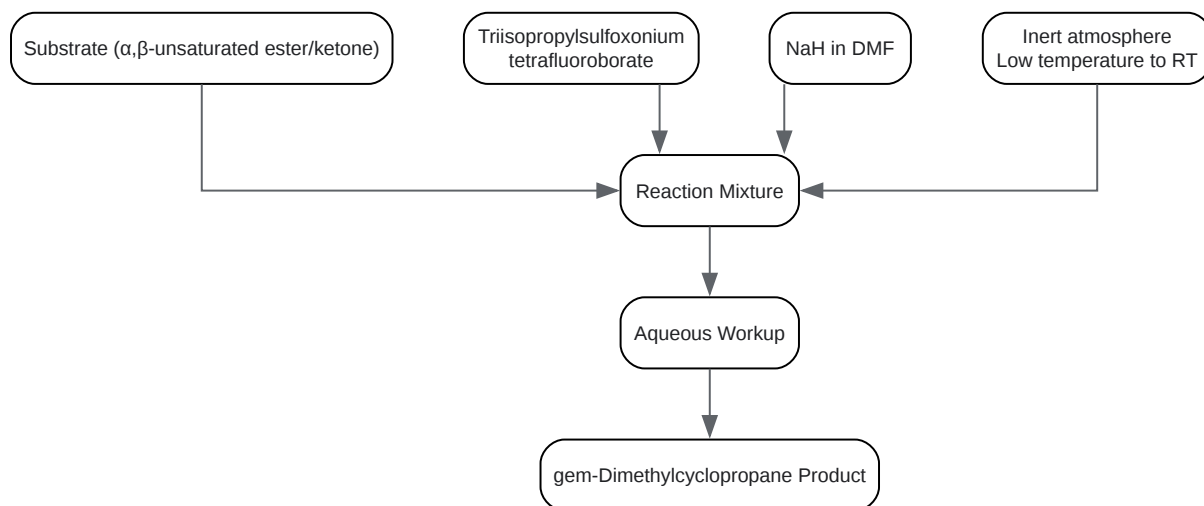 Substrate (α,β-unsaturated ester/ketone)
Triisopropylsulfoxonium
tetrafluoroborate
NaH in DMF
Inert atmosphere
Low temperature to RT
Reaction Mixture
Aqueous Workup
gem-Dimethylcyclopropane Product